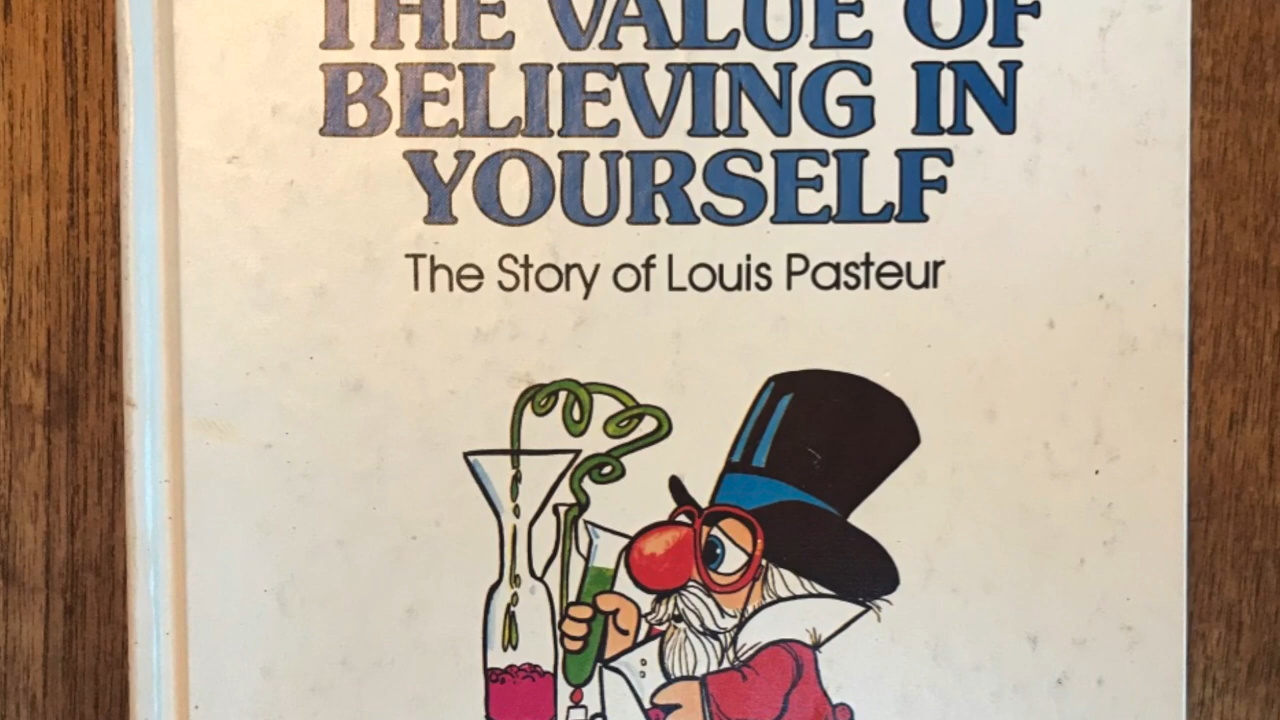 THE VALUE OF
BELIEVING IN
YOURSELF
The Story of Louis Pasteur